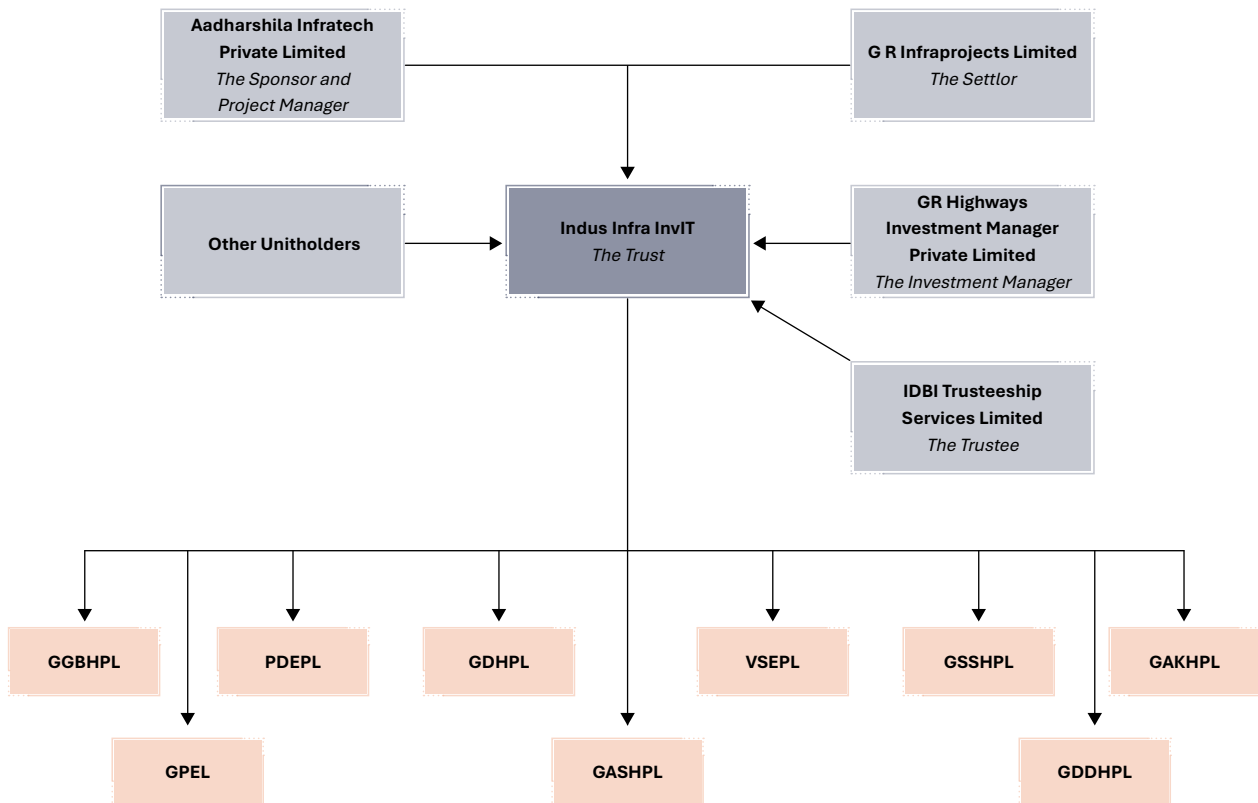 Aadharshila Infratech
Private Limited
The Sponsor and
Project Manager
G R Infraprojects Limited
The Settlor
Other Unitholders
Indus Infra InvIT
The Trust
GR Highways
Investment Manager
Private Limited
The Investment Manager
IDBI Trusteeship
Services Limited
The Trustee
GGBHPL
PDEPL
GDHPL
VSEPL
GSSHPL
GAKHPL
GPEL
GASHPL
GDDHPL